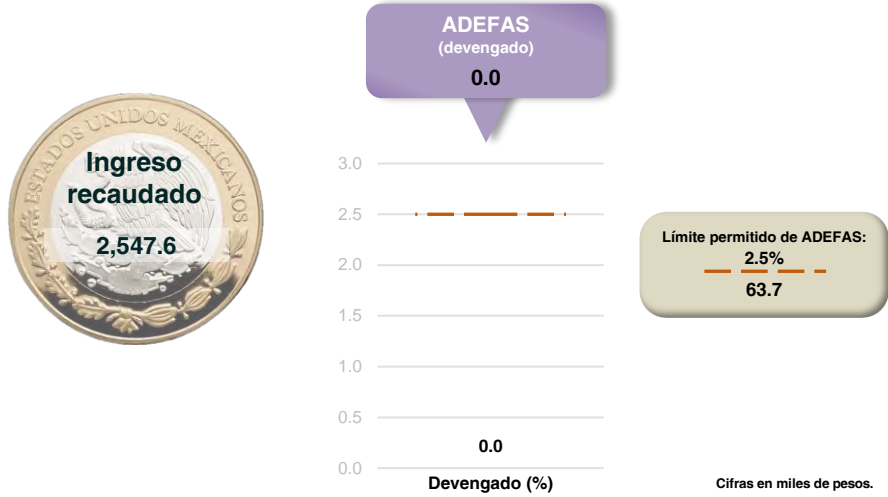 ADEFAS
(devengado)
0.0
ESTADOS UNIDOS MEXICANOS
Ingreso
recaudado
2,547.6
3.0
2.5
2.0
1.5
1.0
0.5
0.0
0.0
Devengado (%)
Límite permitido de ADEFAS:
2.5%
63.7
Cifras en miles de pesos.